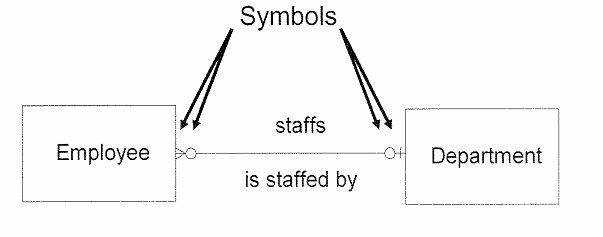 Symbols
staffs
Employee
Department
is staffed by